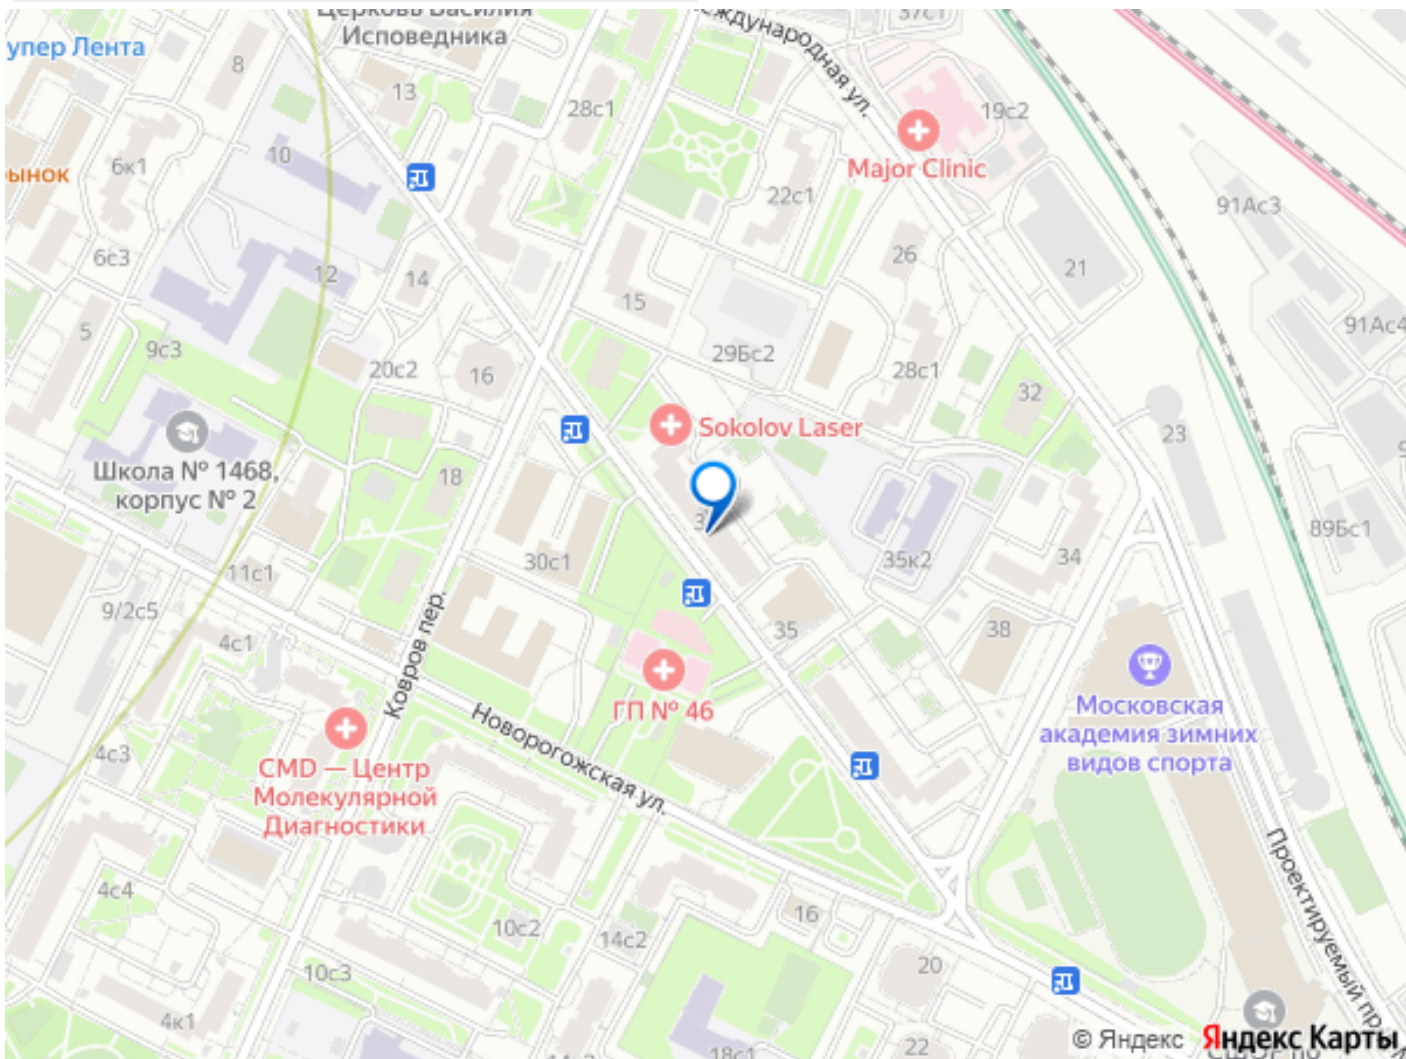 Церковь Василия
Исповедника
упер Лента
8
13
28с1
Международная ул.
37с1
19с2
Major Clinic
10
6к1
ынок
22с1
91Ас3
6с3
12
14
26
21
15
5
9с3
20с2
16
29Бс2
28с1
91Ас4
32
23
Sokolov Laser
Школа № 1468,
корпус № 2
18
30с1
35к2
34
89Бс1
11с1
9/2с5
4с1
Ковров пер.
35
38
ГП № 46
Московская
академия зимних
видов спорта
Новорогожская ул.
4с3
CMD — Центр
Молекулярной
Диагностики
4с4
10с2
14с2
16
20
10с3
4к1
18с1
22
Проектируемый пр
© Яндекс Яндекс Карты